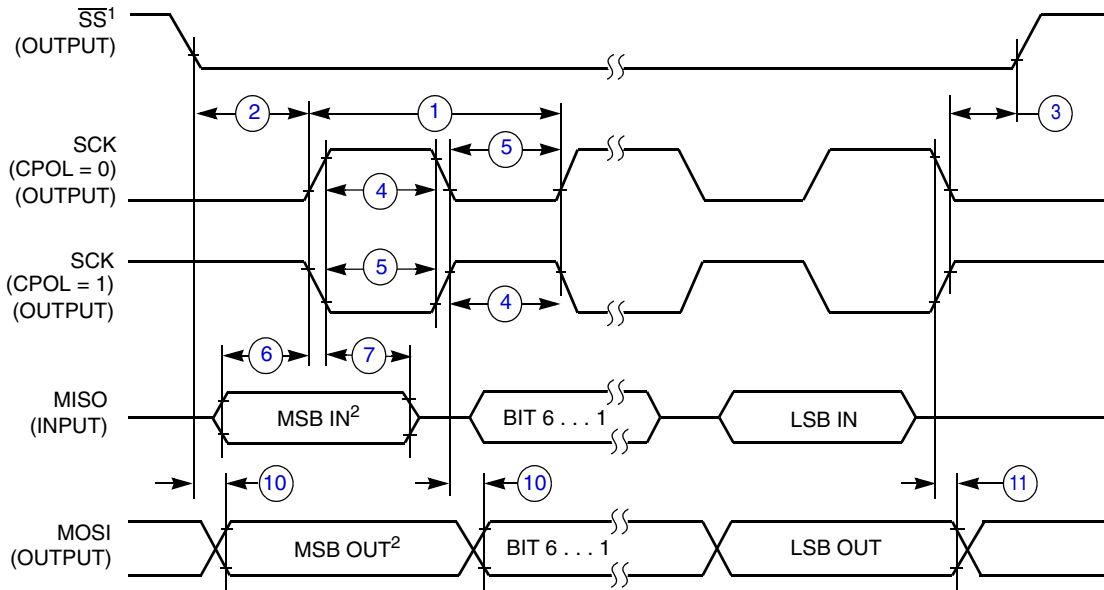 SS¹
(OUTPUT)
2
1
3
SCK
(CPOL = 0)
(OUTPUT)
5
4
SCK
(CPOL = 1)
(OUTPUT)
5
4
6
7
MISO
(INPUT)
MSB IN²
BIT 6 . . . 1
LSB IN
10
10
11
MOSI
(OUTPUT)
MSB OUT²
BIT 6 . . . 1
LSB OUT